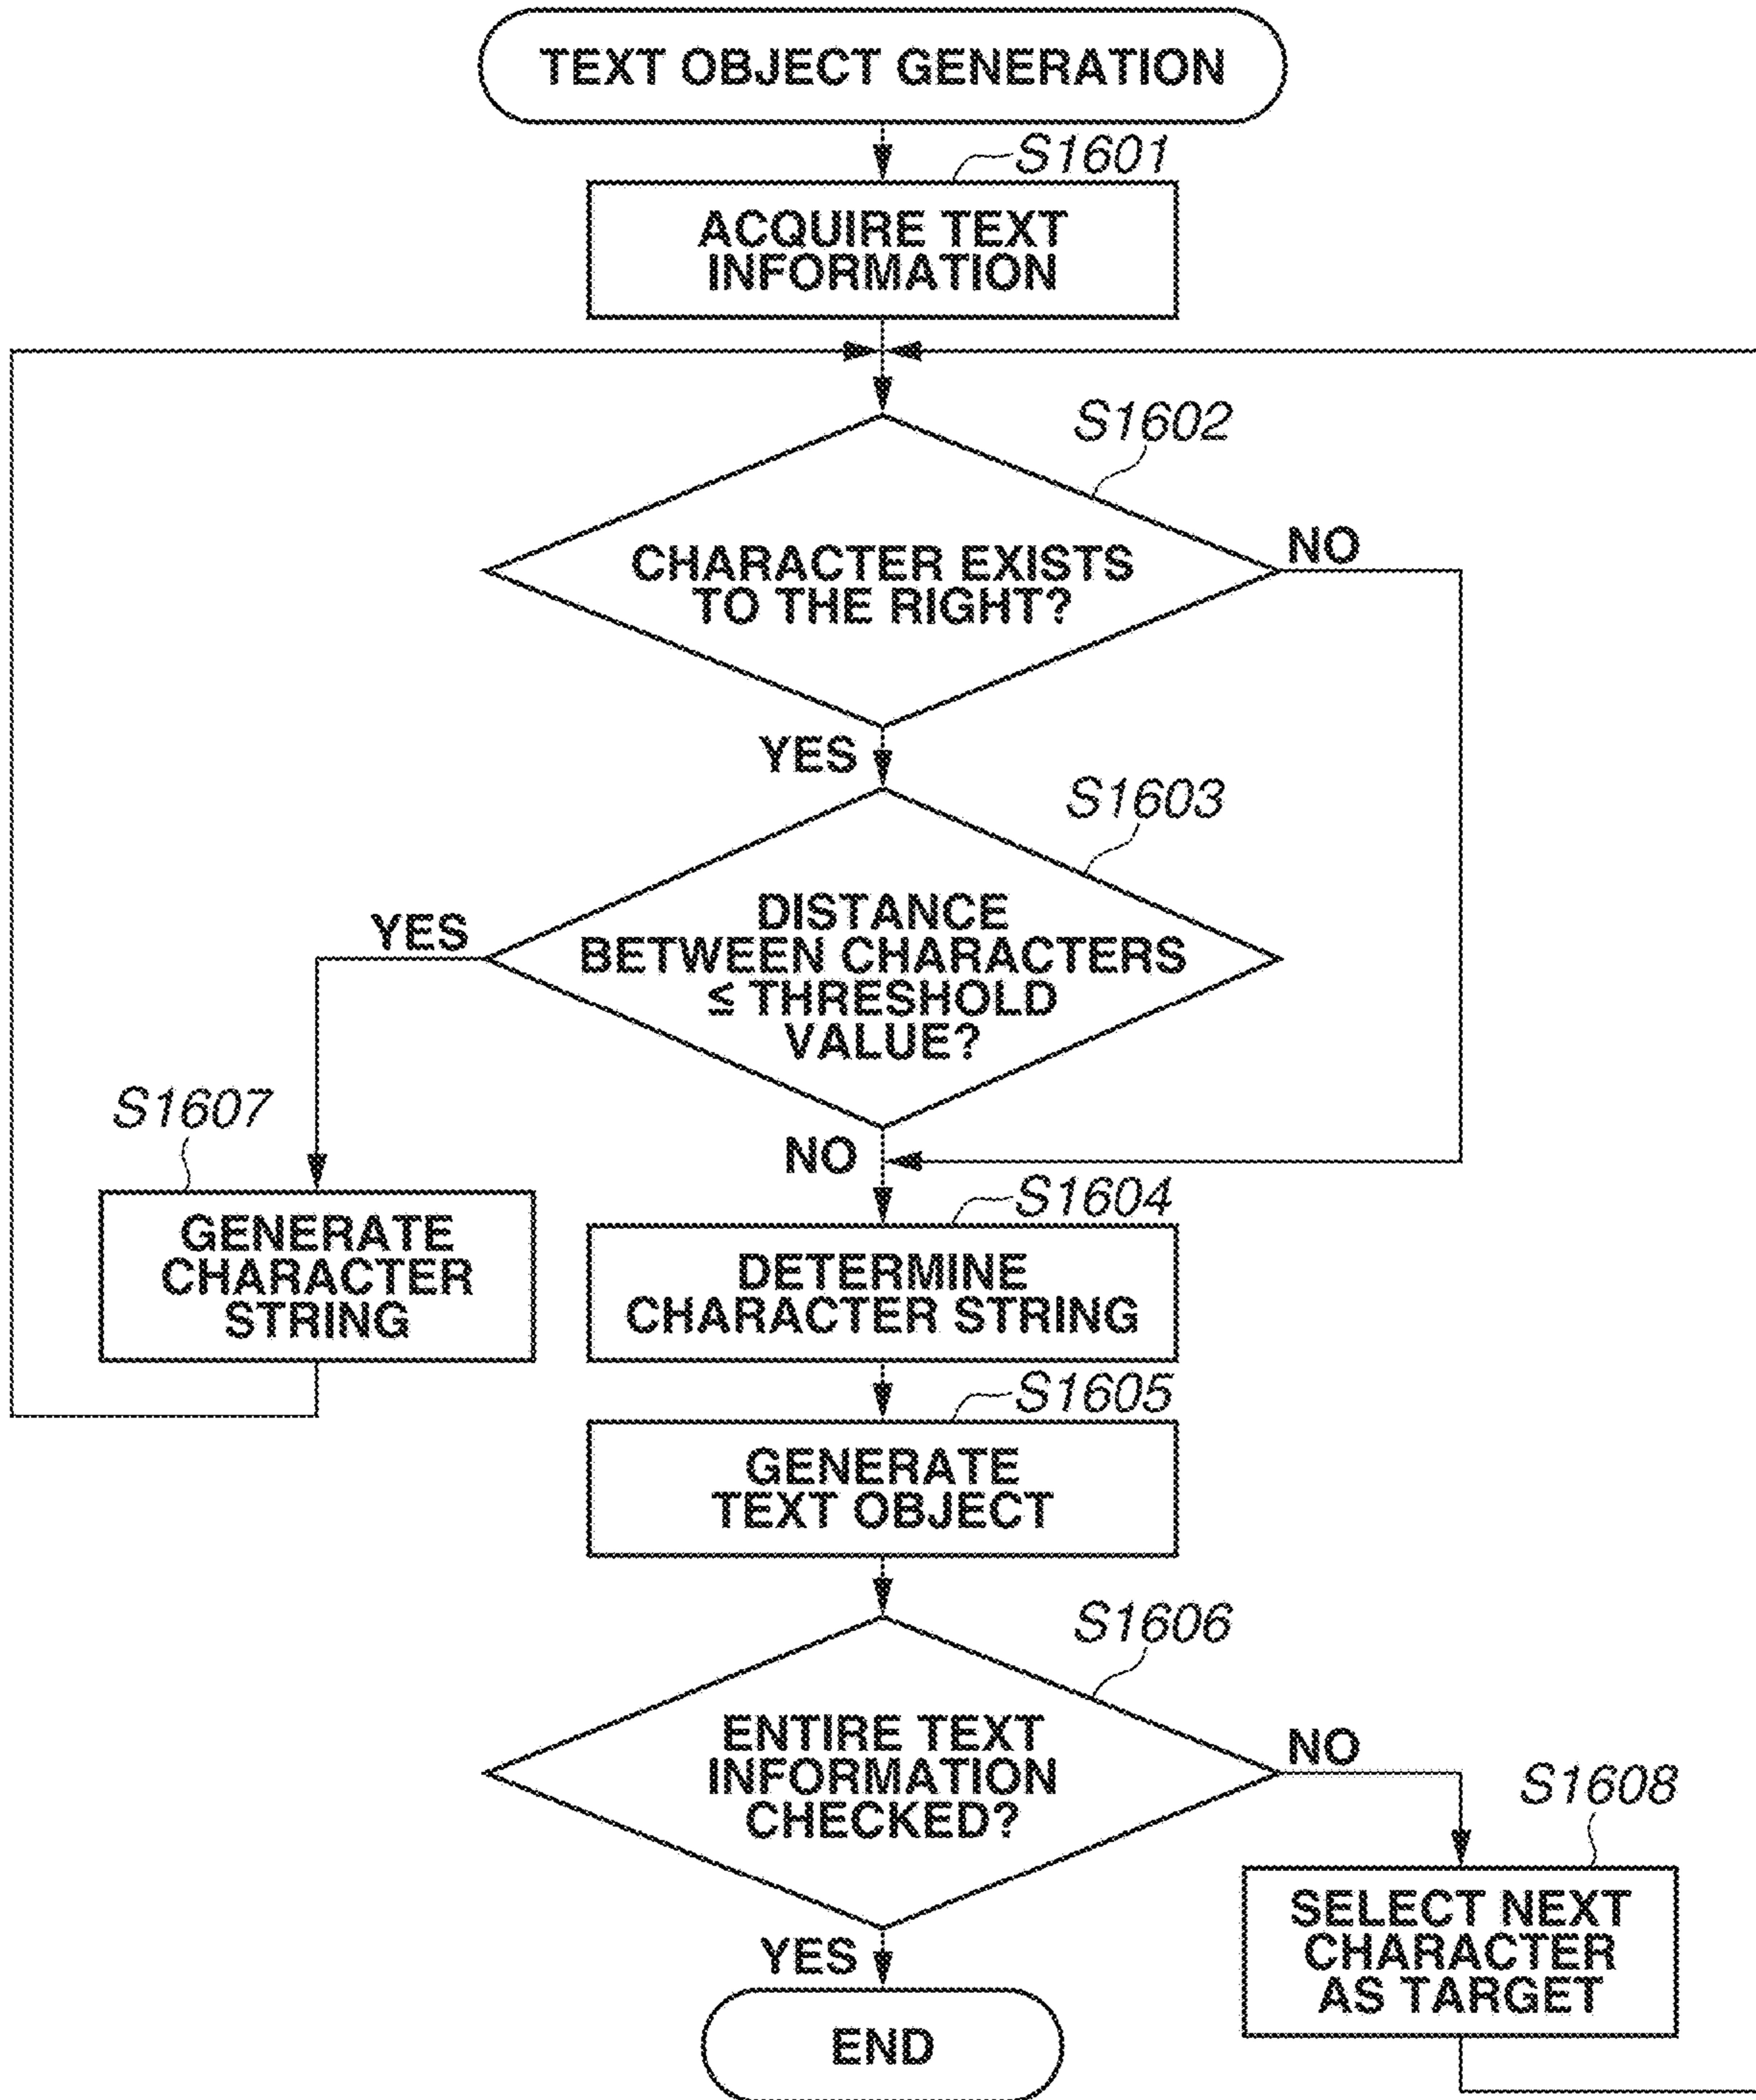 TEXT OBJECT GENERATION
S1601
ACQUIRE TEXT
INFORMATION
S1602
CHARACTER EXISTS
TO THE RIGHT?
NO
YES
S1603
DISTANCE
BETWEEN CHARACTERS
≤ THRESHOLD
VALUE?
YES
NO
S1607
GENERATE
CHARACTER
STRING
S1604
DETERMINE
CHARACTER STRING
S1605
GENERATE
TEXT OBJECT
S1606
ENTIRE TEXT
INFORMATION
CHECKED?
NO
S1608
SELECT NEXT
CHARACTER
AS TARGET
YES
END